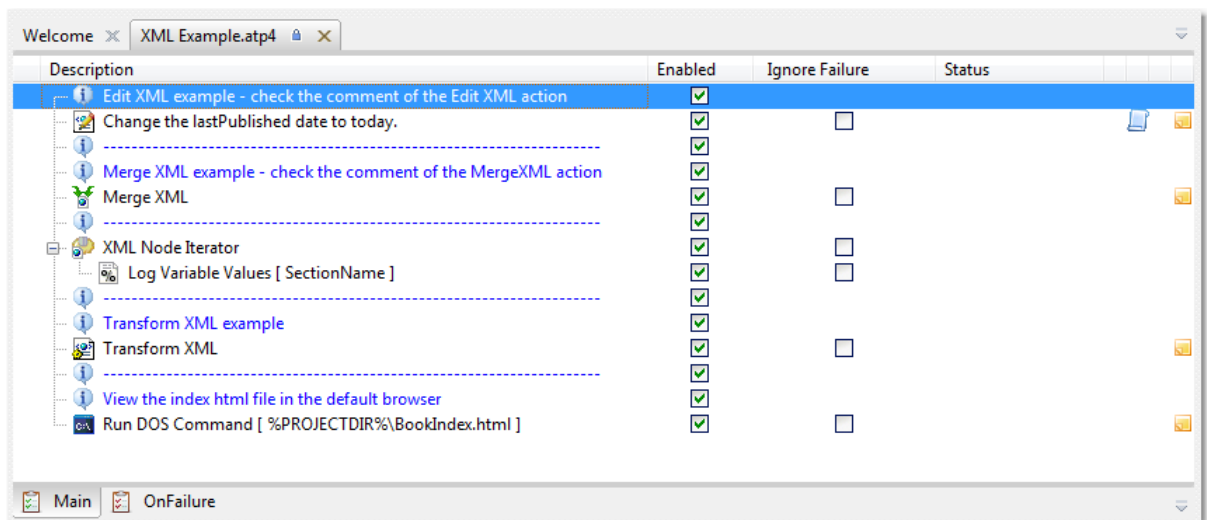 Welcome XML Example.atp4
Description Enabled Ignore Failure Status
Edit XML example - check the comment of the Edit XML action
Change the lastPublished date to today.
------------------------------------------------------------------
Merge XML example - check the comment of the MergeXML action
Merge XML
------------------------------------------------------------------
XML Node Iterator
Log Variable Values [ SectionName ]
------------------------------------------------------------------
Transform XML example
Transform XML
------------------------------------------------------------------
View the index html file in the default browser
Run DOS Command [ %PROJECTDIR%\BookIndex.html ]
Main OnFailure